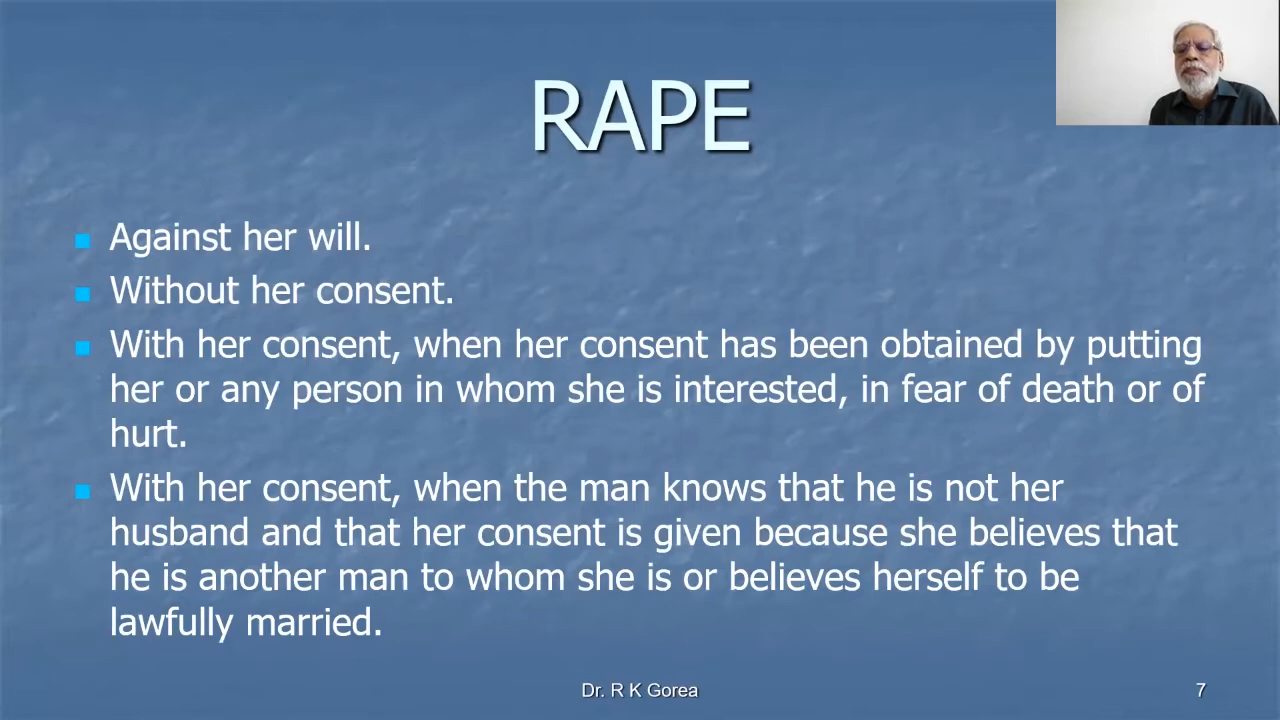 RAPE
Against her will.
Without her consent.
With her consent, when her consent has been obtained by putting
her or any person in whom she is interested, in fear of death or of
hurt.
With her consent, when the man knows that he is not her
husband and that her consent is given because she believes that
he is another man to whom she is or believes herself to be
lawfully married.
Dr. R K Gorea
7